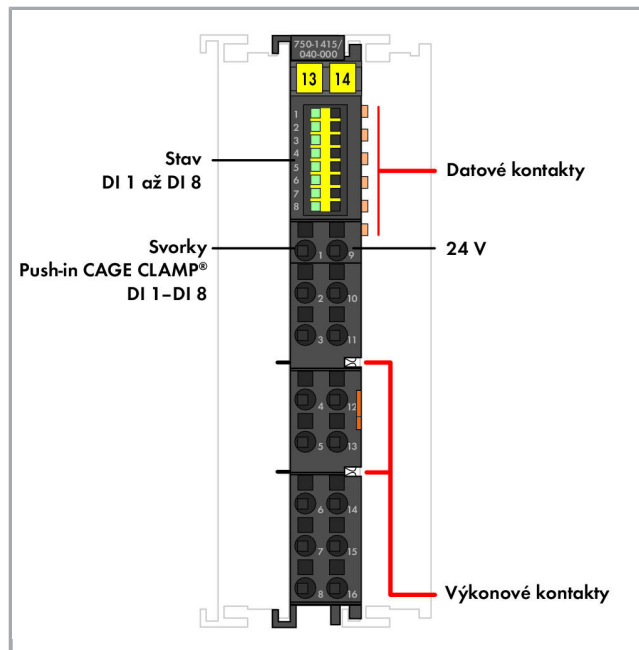 750-1415/
040-000
13 14
1
2
3
4
5
6
7
8
Stav
DI 1 až DI 8
Datové kontakty
Svorky
Push-in CAGE CLAMP®
DI 1–DI 8
24 V
1 9
2 10
3 11
4 12
5 13
6 14
7 15
8 16
Výkonové kontakty